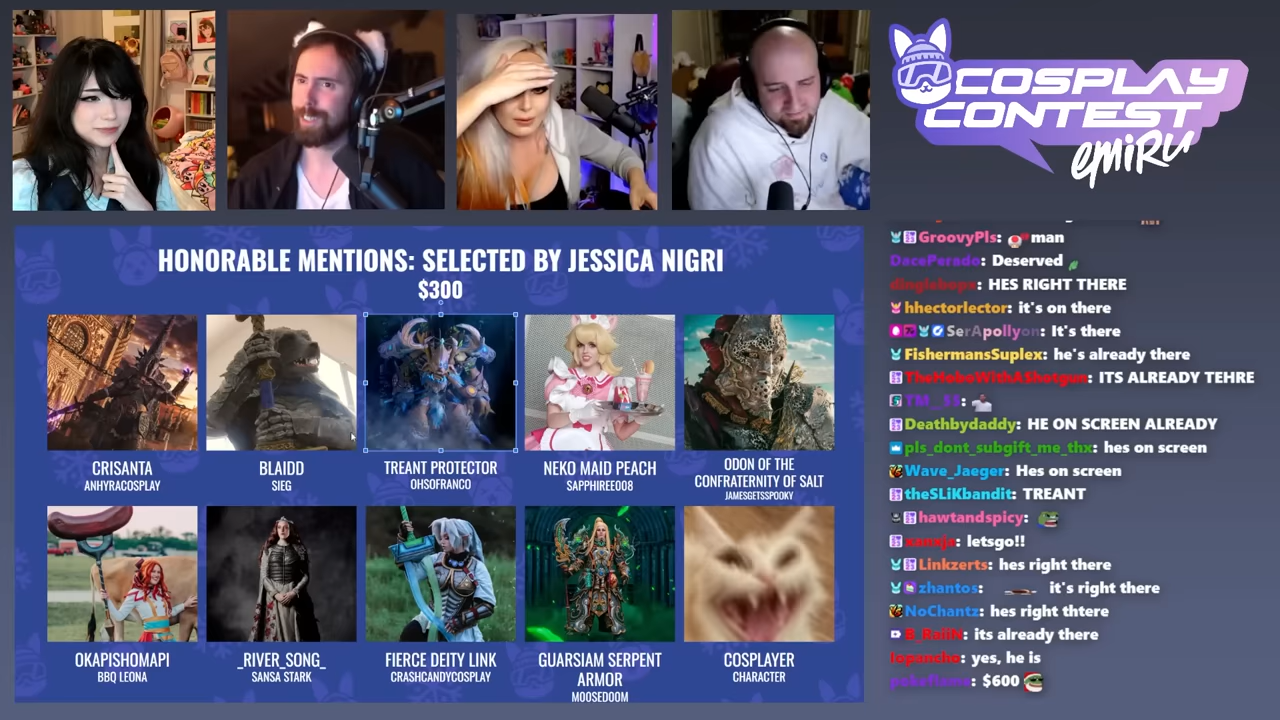 COSPLAY
CONTEST
emiru
HONORABLE MENTIONS: SELECTED BY JESSICA NIGRI
$300
CRISANTA
ANHYRACOSPLAY
BLAIDD
SIEG
TREANT PROTECTOR
OHSOFRANCO
NEKO MAID PEACH
SAPPHIREE008
ODON OF THE
CONFRATERNITY OF SALT
JAMESGETSSPOOKY
OKAPISHOMAPI
BBQ LEONA
_RIVER_SONG_
SANSA STARK
FIERCE DEITY LINK
CRASHCANDYCOSPLAY
GUARSIAM SERPENT
ARMOR
MOOSEDOOM
COSPLAYER
CHARACTER
GroovyPls: man
DacePerado: Deserved
HES RIGHT THERE
hhectorlector: it's on there
SerApollyon: It's there
FishermansSuplex: he's already there
TheHoboWithAShotgun: ITS ALREADY TEHRE
Deathbydaddy: HE ON SCREEN ALREADY
pls_dont_subgift_me_thx: hes on screen
Wave_Jaeger: Hes on screen
theSLiKbandit: TREANT
hawtandspicy:
letsgo!!
Linkzerts: hes right there
zhantos: it's right there
NoChantz: hes right thtere
B_RaiiN: its already there
yes, he is
pokeflame: $600